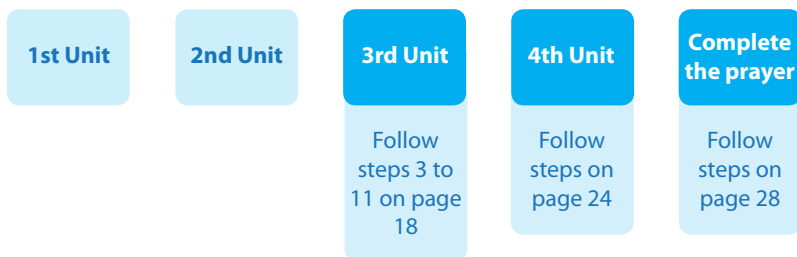 1st Unit
2nd Unit
3rd Unit
4th Unit
Complete
the prayer
Follow
steps 3 to
11 on page
18
Follow
steps on
page 24
Follow
steps on
page 28